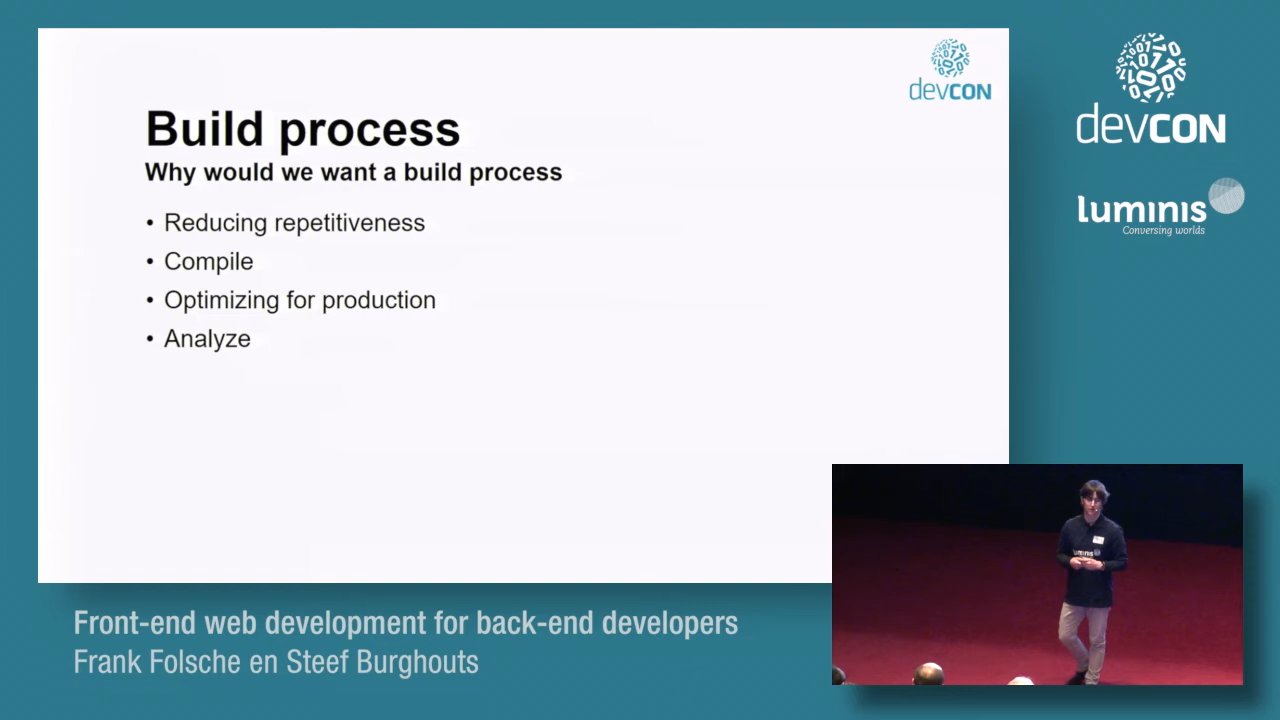 devCON
Build process
Why would we want a build process
• Reducing repetitiveness
• Compile
• Optimizing for production
• Analyze
devCON
luminis
Conversing worlds
luminis
Front-end web development for back-end developers
Frank Folsche en Steef Burghouts